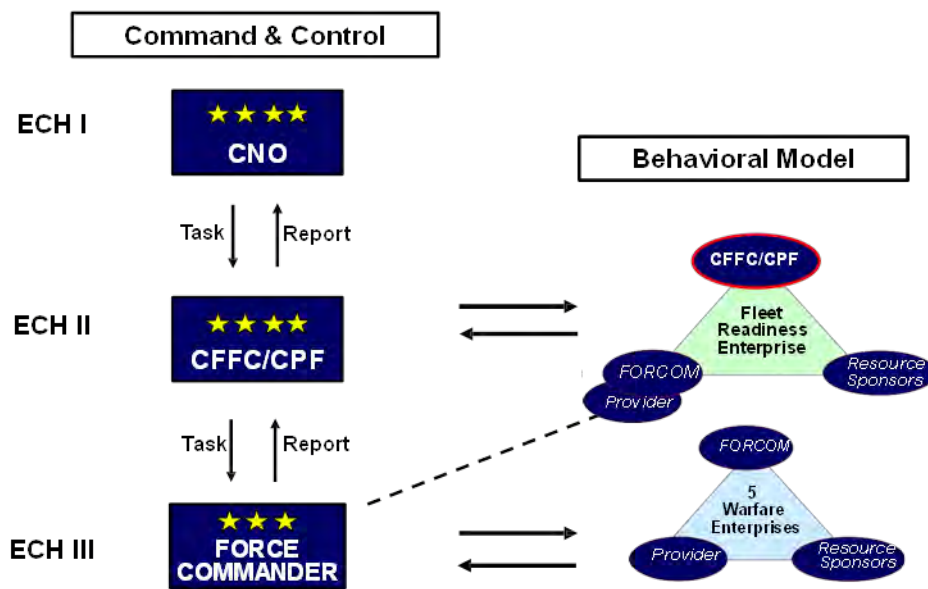 Command & Control
ECH I
CNO
Behavioral Model
Task
Report
CFFC/CPF
ECH II
CFFC/CPF
Fleet
Readiness
Enterprise
FORCOM
Resource
Sponsors
Provider
Task
Report
FORCOM
ECH III
FORCE
COMMANDER
5
Warfare
Enterprises
Provider
Resource
Sponsors